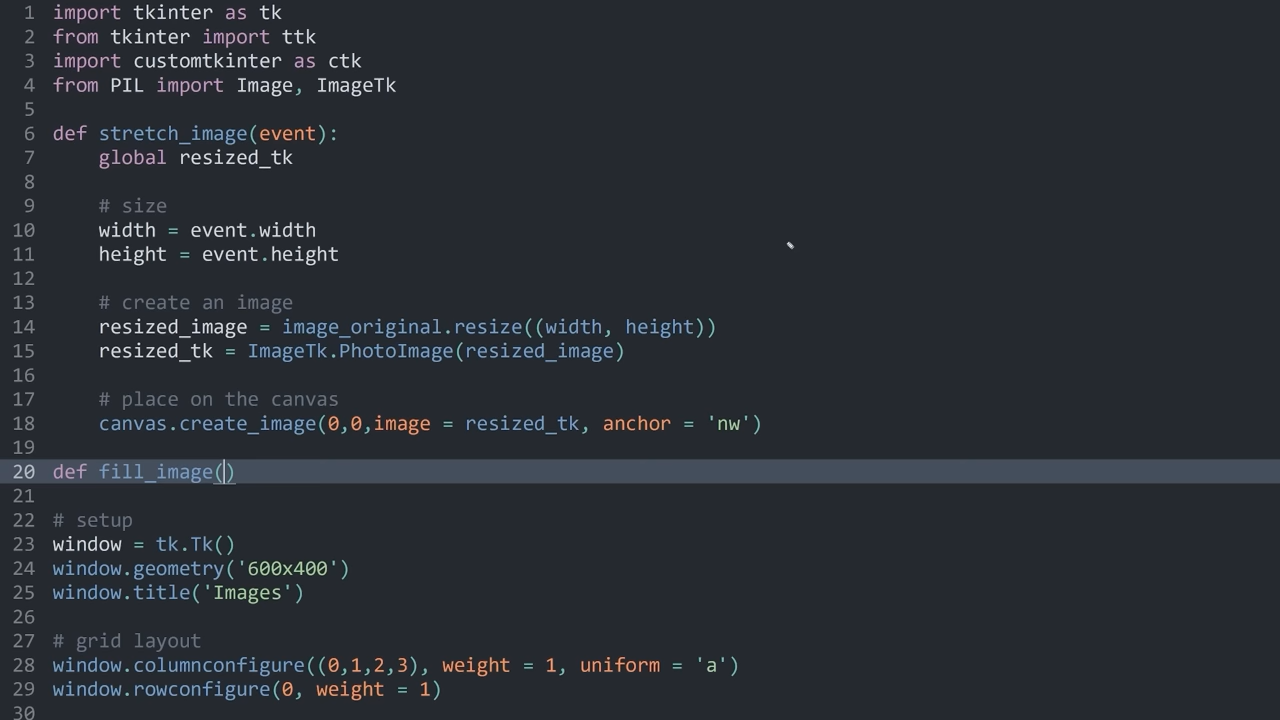 1 import tkinter as tk
2 from tkinter import ttk
3 import customtkinter as ctk
4 from PIL import Image, ImageTk
5
6 def stretch_image(event):
7     global resized_tk
8
9     # size
10     width = event.width
11     height = event.height
12
13     # create an image
14     resized_image = image_original.resize((width, height))
15     resized_tk = ImageTk.PhotoImage(resized_image)
16
17     # place on the canvas
18     canvas.create_image(0,0,image = resized_tk, anchor = 'nw')
19
20 def fill_image()
21
22 # setup
23 window = tk.Tk()
24 window.geometry('600x400')
25 window.title('Images')
26
27 # grid layout
28 window.columnconfigure((0,1,2,3), weight = 1, uniform = 'a')
29 window.rowconfigure(0, weight = 1)
30